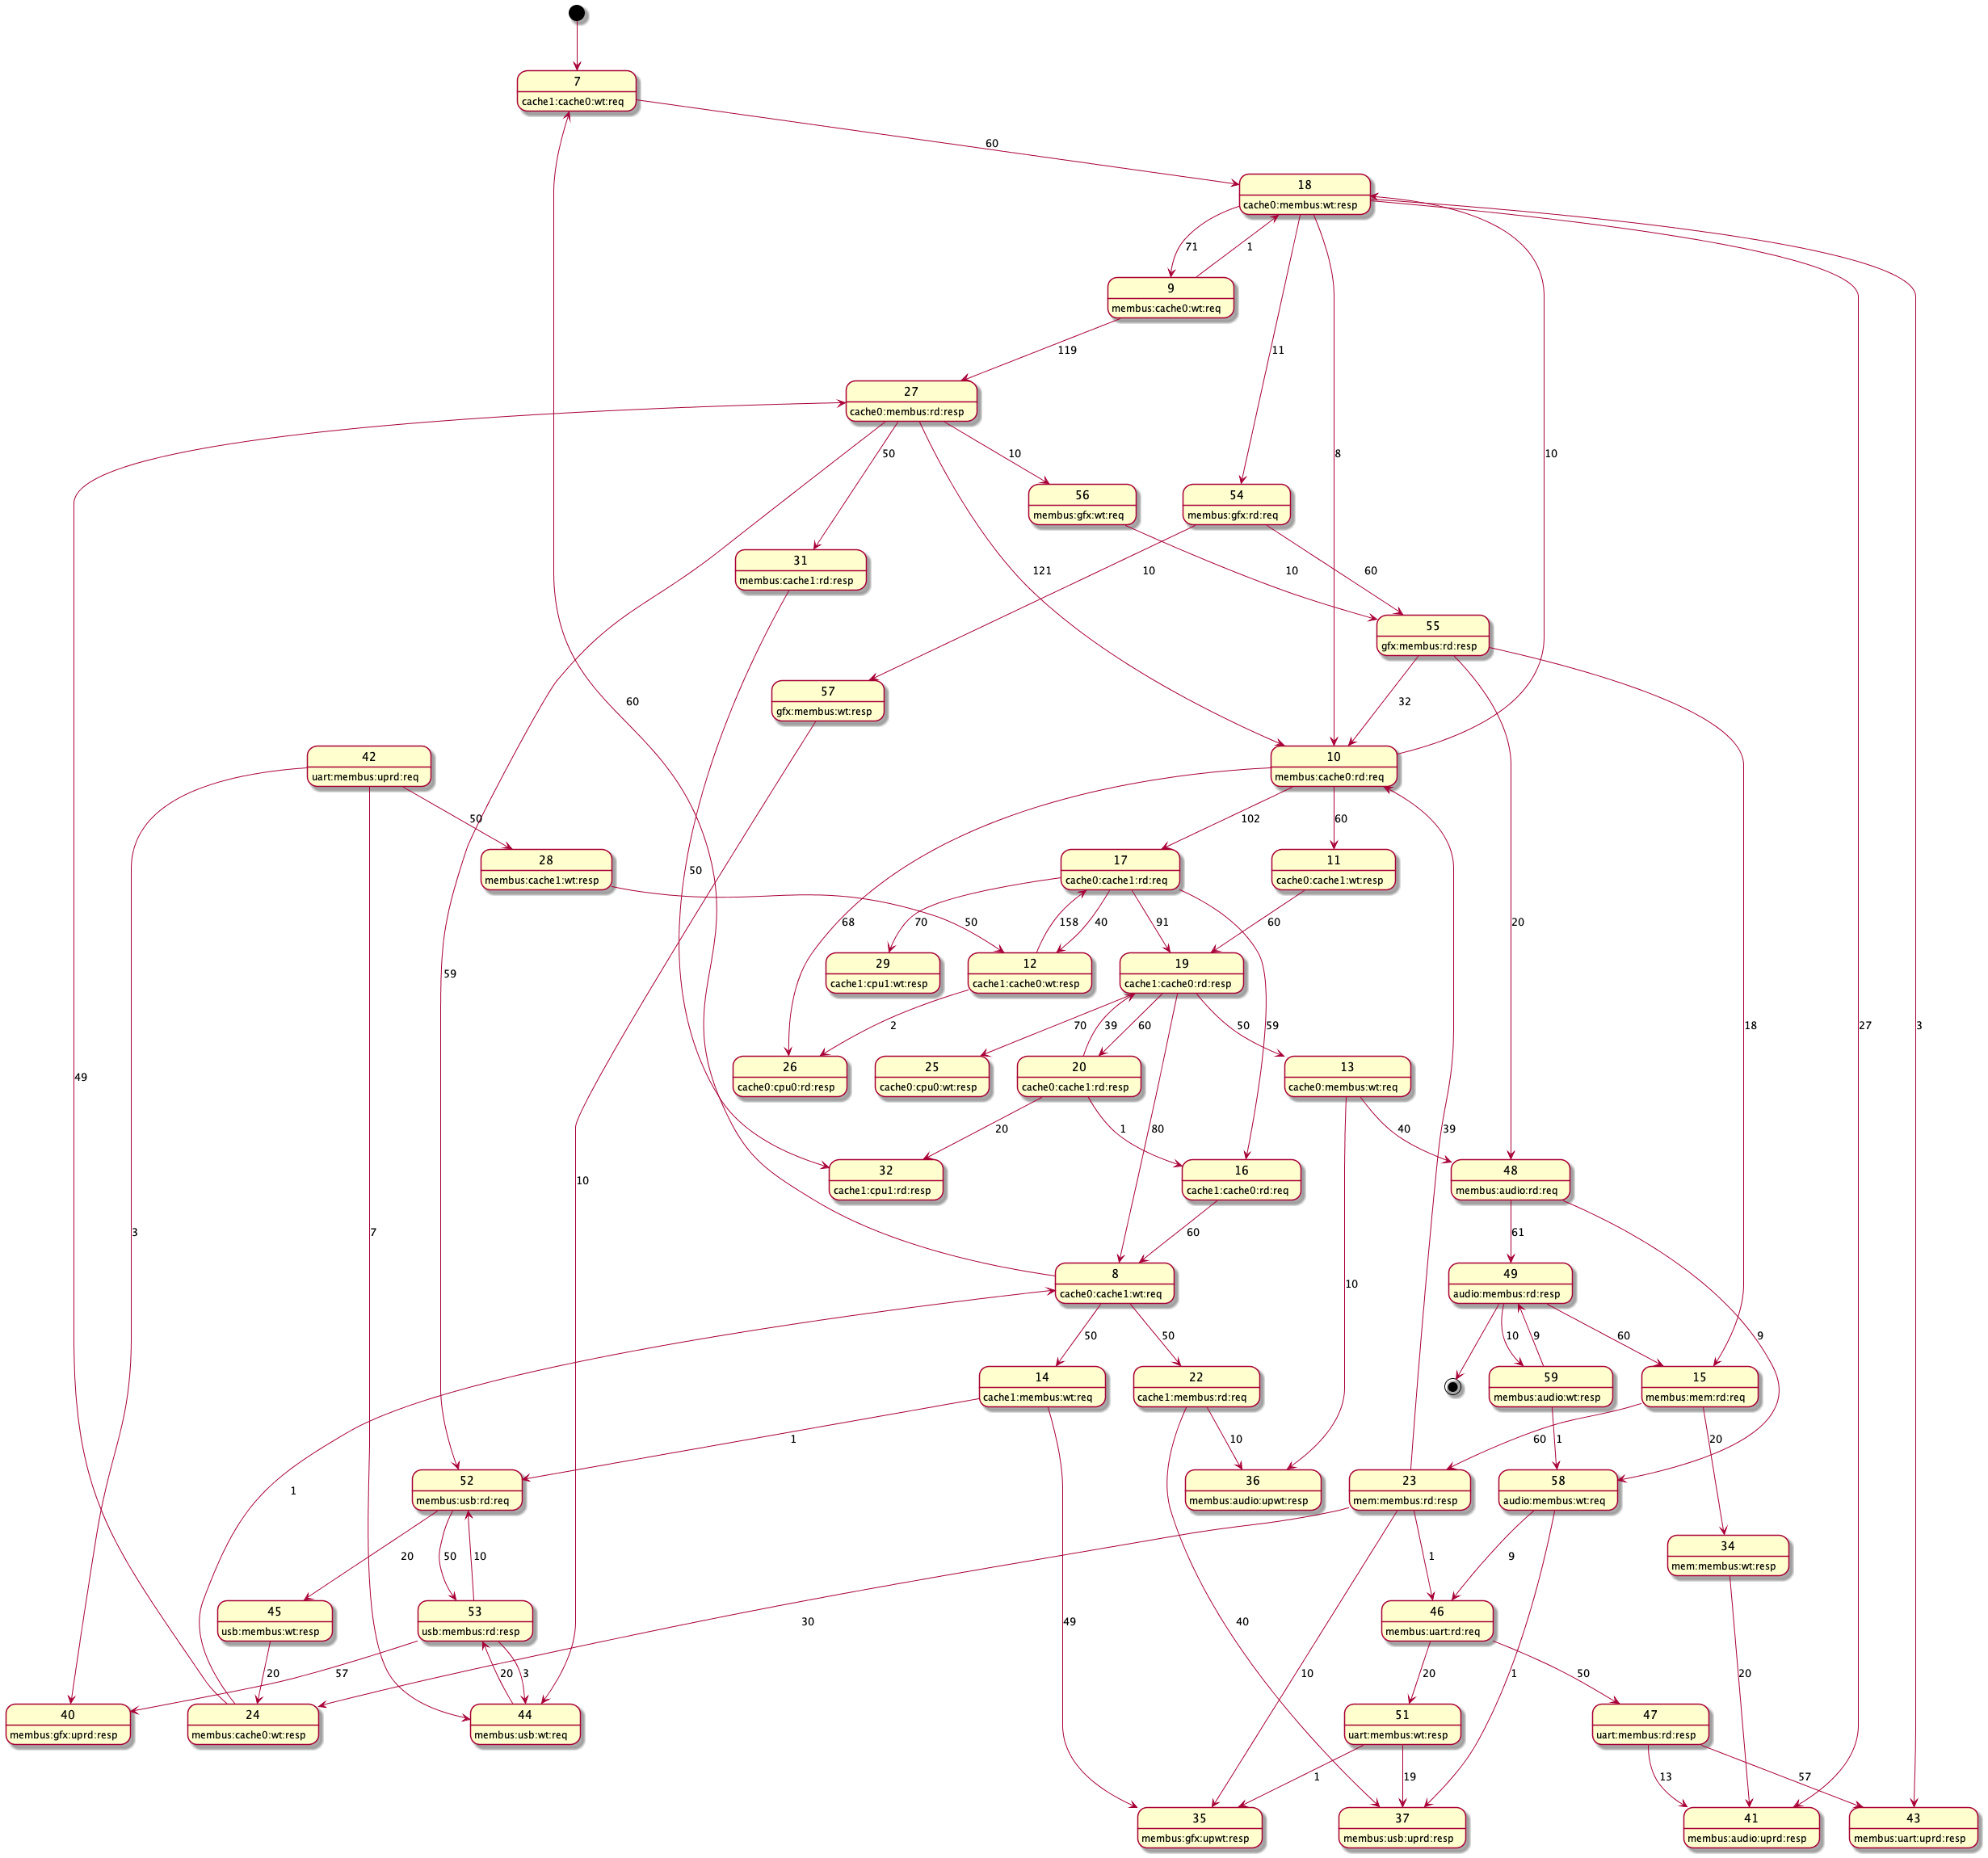 7
cache1:cache0:wt:req
60
18
cache0:membus:wt:resp
71
1
9
membus:cache0:wt:req
119
11
8
10
27
cache0:membus:rd:resp
50
10
56
membus:gfx:wt:req
54
membus:gfx:rd:req
31
membus:cache1:rd:resp
121
10
10
60
55
gfx:membus:rd:resp
57
gfx:membus:wt:resp
60
32
42
uart:membus:uprd:req
10
membus:cache0:rd:req
50
102
60
28
membus:cache1:wt:resp
17
cache0:cache1:rd:req
11
cache0:cache1:wt:resp
50
68
70
50
158
40
91
60
20
59
29
cache1:cpu1:wt:resp
12
cache1:cache0:wt:resp
19
cache1:cache0:rd:resp
49
2
70
39
60
50
59
18
27
3
26
cache0:cpu0:rd:resp
25
cache0:cpu0:wt:resp
20
cache0:cache1:rd:resp
13
cache0:membus:wt:req
20
1
80
40
39
32
cache1:cpu1:rd:resp
16
cache1:cache0:rd:req
48
membus:audio:rd:req
10
3
7
60
61
8
cache0:cache1:wt:req
49
audio:membus:rd:resp
10
50
50
10
9
60
9
14
cache1:membus:wt:req
22
cache1:membus:rd:req
59
membus:audio:wt:resp
15
membus:mem:rd:req
1
1
10
60
1
20
52
membus:usb:rd:req
36
membus:audio:upwt:resp
23
mem:membus:rd:resp
58
audio:membus:wt:req
20
50
10
1
9
34
mem:membus:wt:resp
45
usb:membus:wt:resp
53
usb:membus:rd:resp
30
49
40
46
membus:uart:rd:req
20
57
20
3
10
20
1
50
20
40
membus:gfx:uprd:resp
24
membus:cache0:wt:resp
44
membus:usb:wt:req
51
uart:membus:wt:resp
47
uart:membus:rd:resp
1
19
13
57
35
membus:gfx:upwt:resp
37
membus:usb:uprd:resp
41
membus:audio:uprd:resp
43
membus:uart:uprd:resp